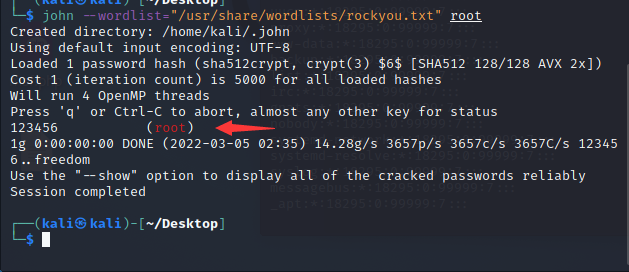 └─$ john --wordlist="/usr/share/wordlists/rockyou.txt" root
Created directory: /home/kali/.john
Using default input encoding: UTF-8
Loaded 1 password hash (sha512crypt, crypt(3) $6$ [SHA512 128/128 AVX 2x])
Cost 1 (iteration count) is 5000 for all loaded hashes
Will run 4 OpenMP threads
Press 'q' or Ctrl-C to abort, almost any other key for status
123456           (root)
1g 0:00:00:00 DONE (2022-03-05 02:35) 14.28g/s 3657p/s 3657c/s 3657C/s 12345
6..freedom
Use the "--show" option to display all of the cracked passwords reliably
Session completed
┌──(kali㉿kali)-[~/Desktop]
└─$